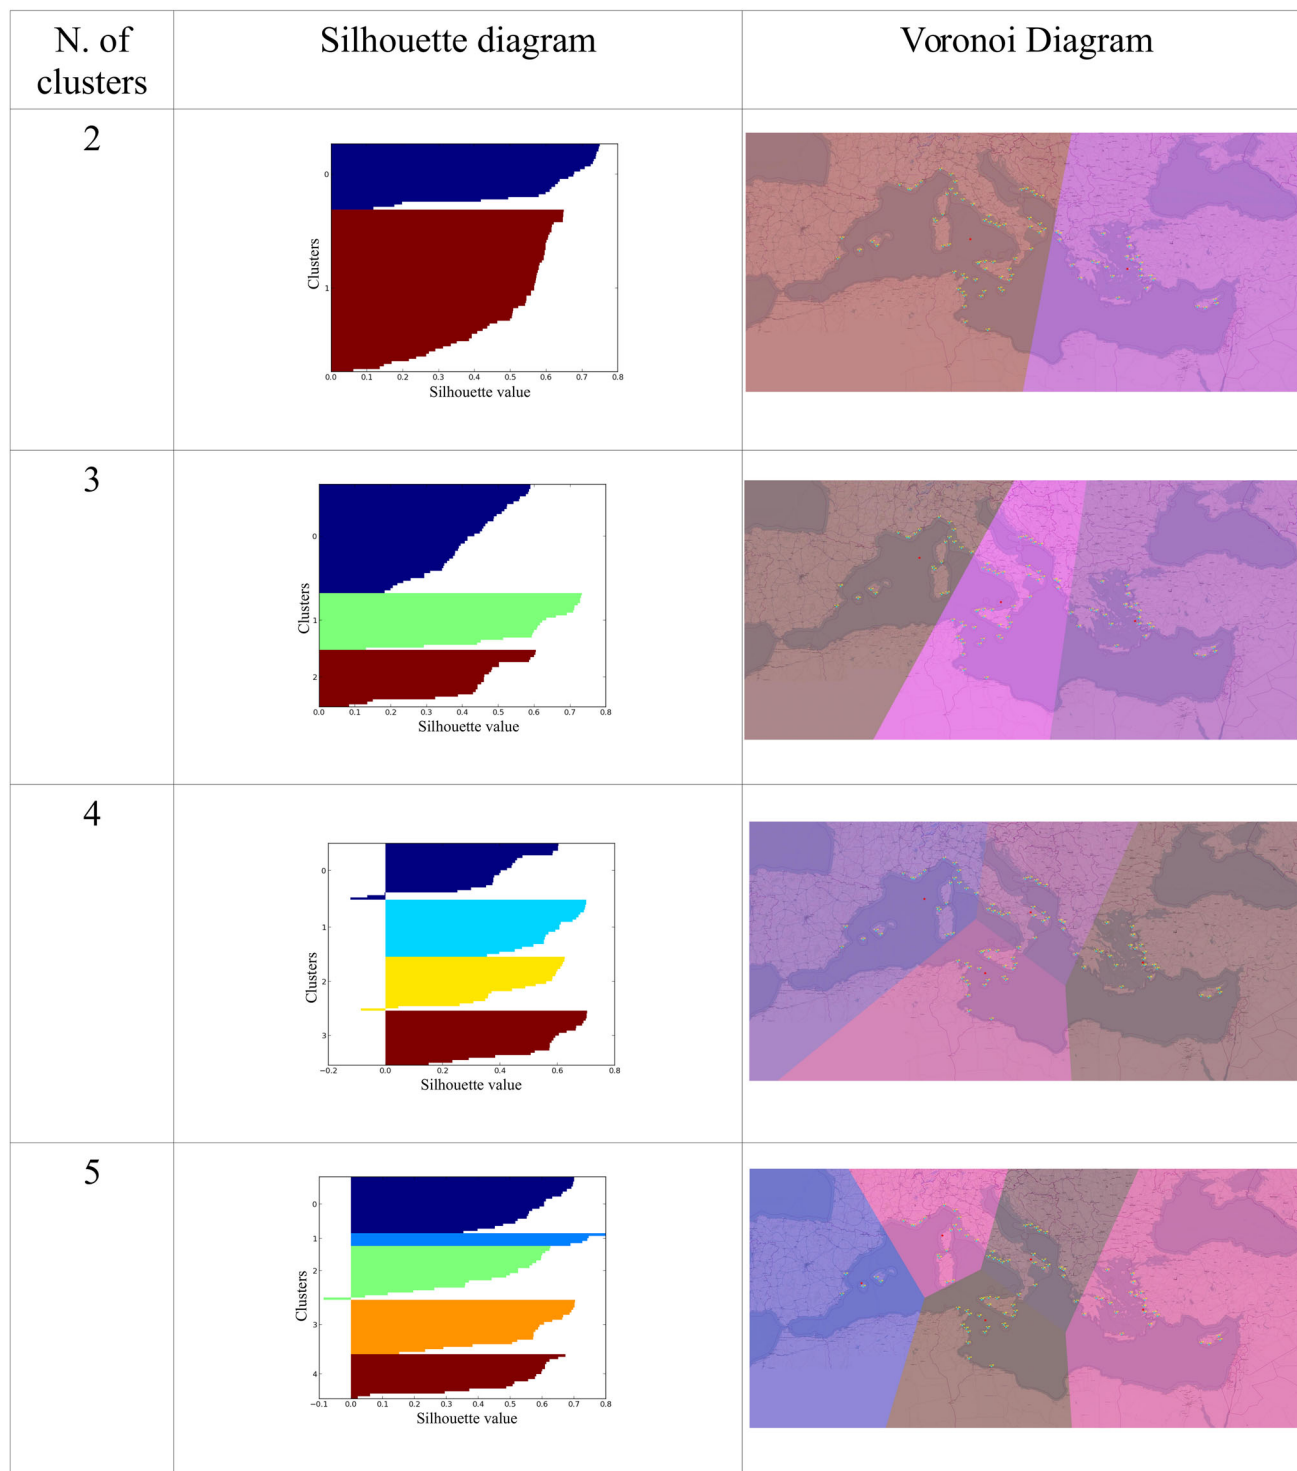 N. of
clusters
Silhouette diagram
Voronoi Diagram
2
Clusters
0
1
0.0 0.1 0.2 0.3 0.4 0.5 0.6 0.7 0.8
Silhouette value
3
Clusters
0
1
2
0.0 0.1 0.2 0.3 0.4 0.5 0.6 0.7 0.8
Silhouette value
4
Clusters
0
1
2
3
−0.2 0.0 0.2 0.4 0.6 0.8
Silhouette value
5
Clusters
0
1
2
3
4
−0.1 0.0 0.1 0.2 0.3 0.4 0.5 0.6 0.7 0.8
Silhouette value